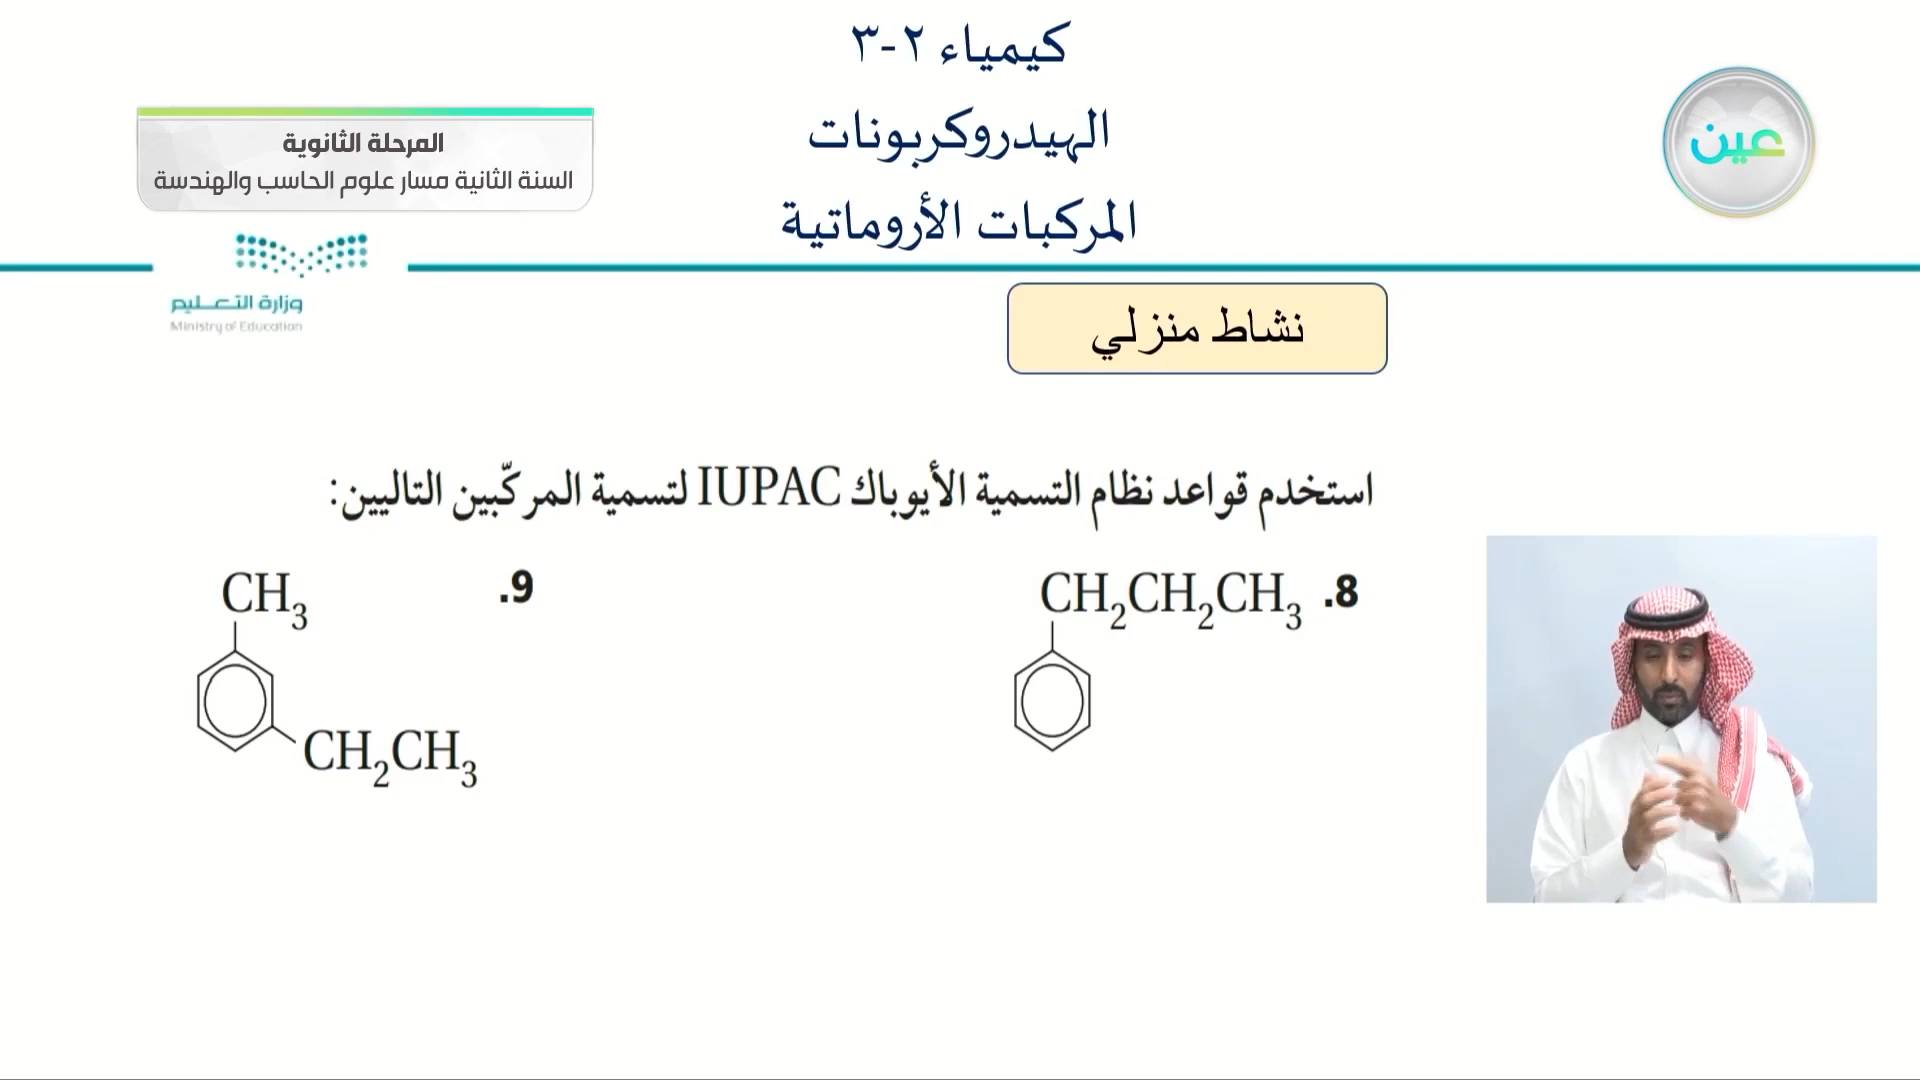 كيمياء ٢-٣
الهيدروكربونات
المركبات الأروماتية
المرحلة الثانوية
السنة الثانية مسار علوم الحاسب والهندسة
عين
وزارة التعليم
Ministry of Education
نشاط منزلي
استخدم قواعد نظام التسمية الأيوباك IUPAC لتسمية المركّبين التاليين:
.8
CH₂CH₂CH₃
.9
CH₃
CH₂CH₃